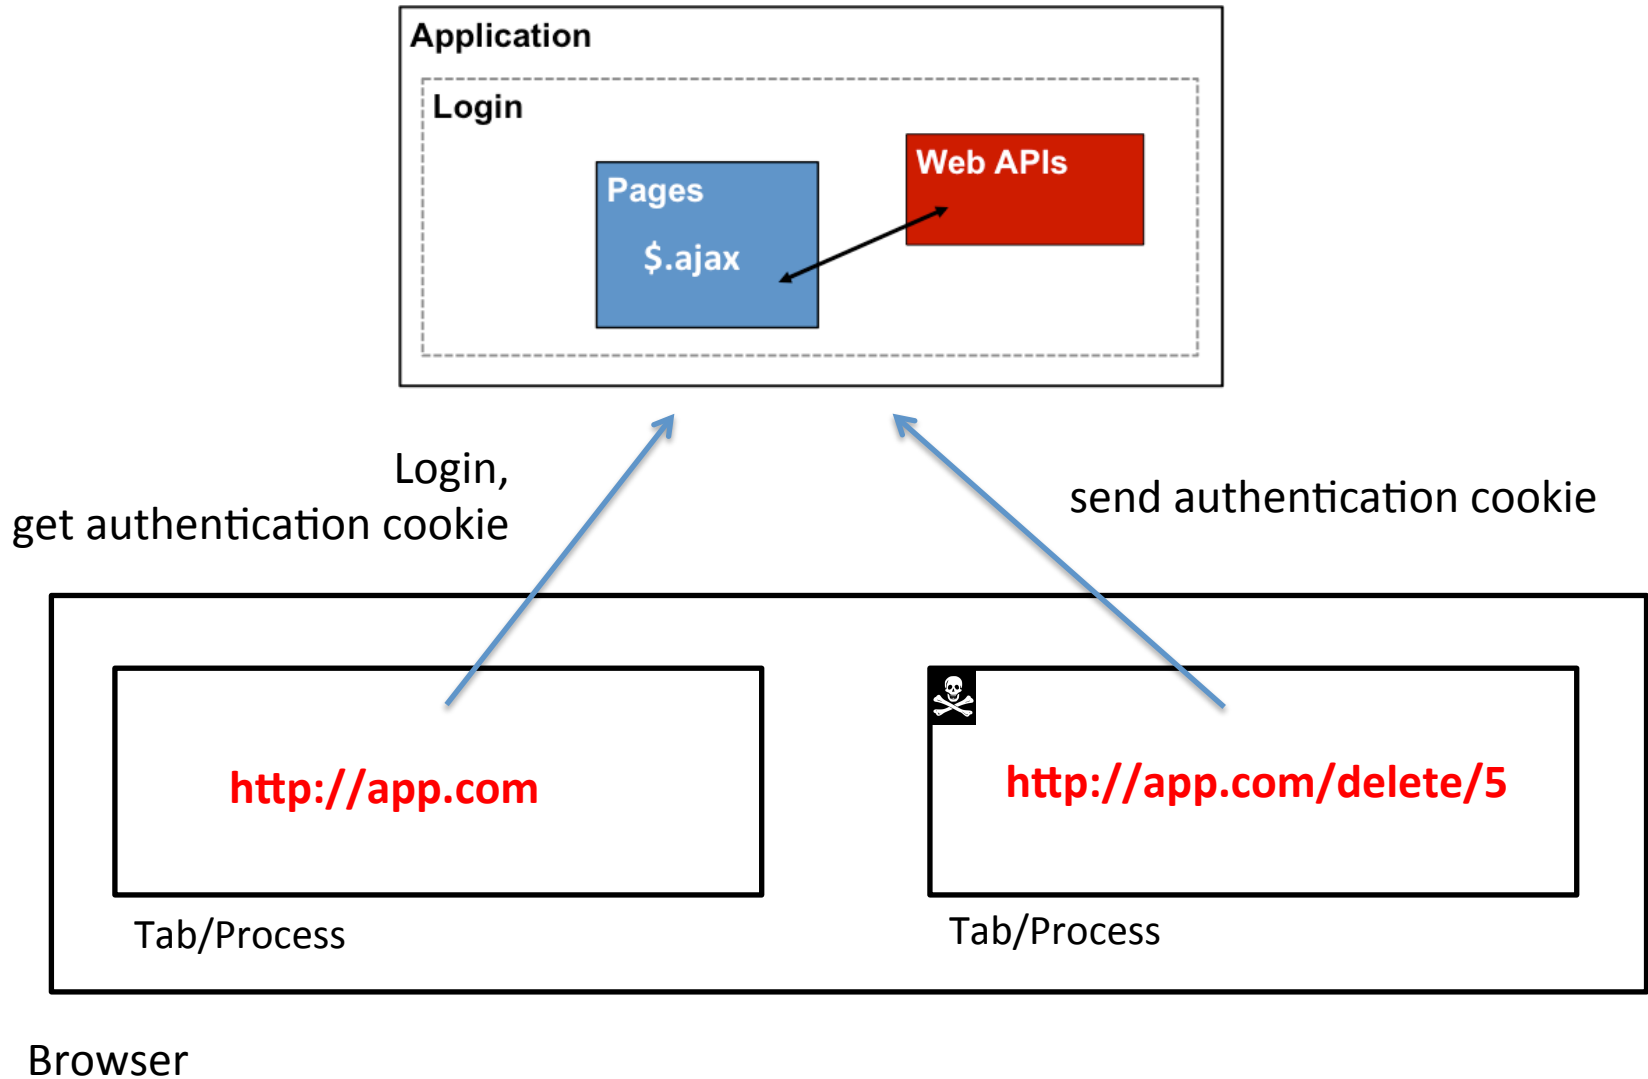 Application
Login
Web APIs
Pages
$.ajax
Login,
get authentication cookie
send authentication cookie
http://app.com
http://app.com/delete/5
Tab/Process
Tab/Process
Browser